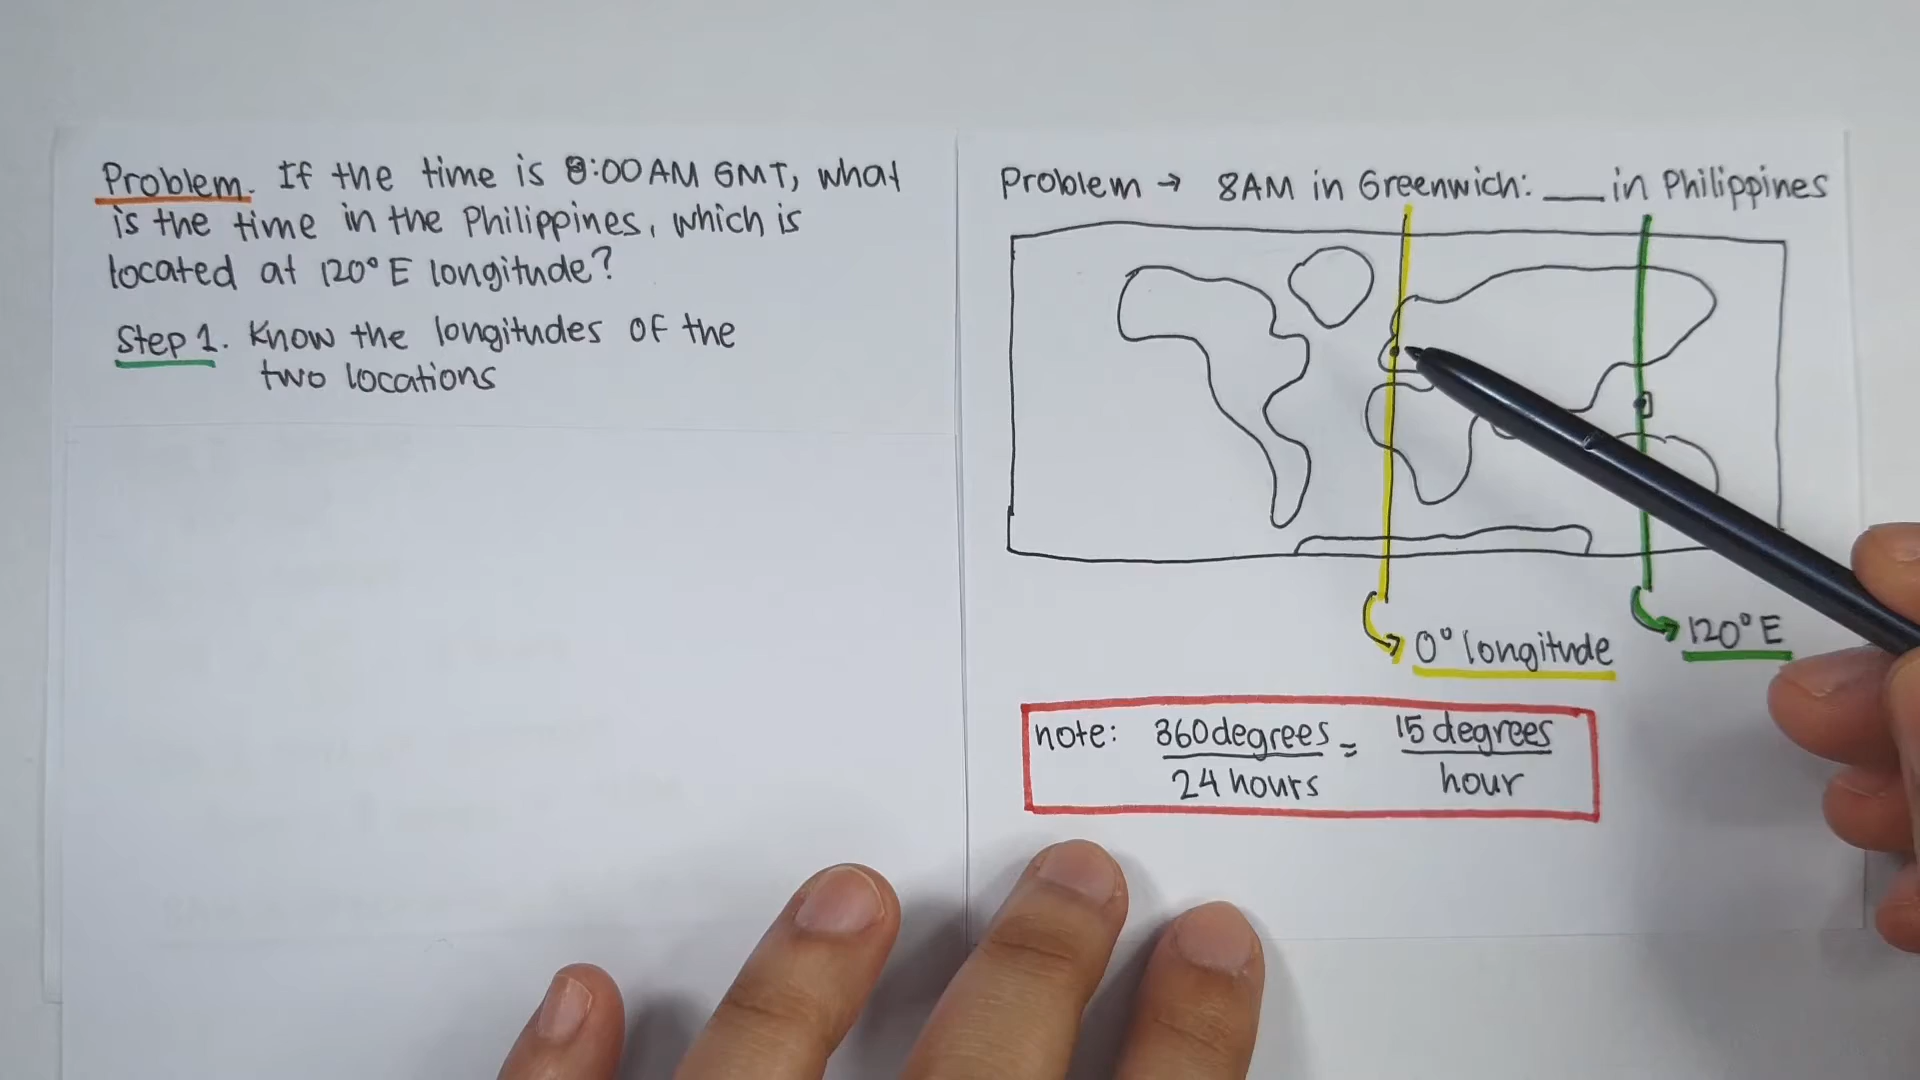 Problem. If the time is 8:00 AM GMT, what
is the time in the Philippines, which is
located at 120° E longitude?
Step 1. Know the longitudes of the
two locations
Problem → 8AM in Greenwich: ___ in Philippines
0° longitude
120° E
note: 360 degrees / 24 hours = 15 degrees / hour